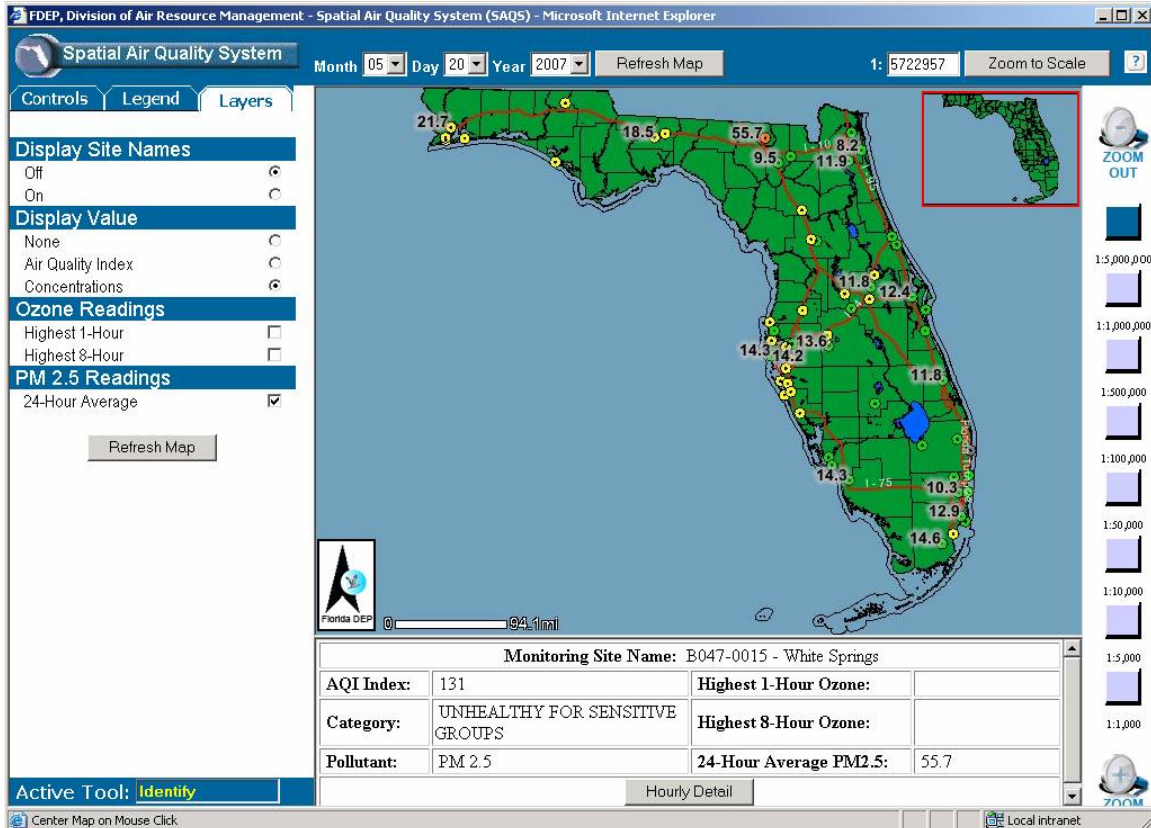 FDEP, Division of Air Resource Management - Spatial Air Quality System (SAQS) - Microsoft Internet Explorer
Spatial Air Quality System
Month 05 Day 20 Year 2007 Refresh Map 1: 5722957 Zoom to Scale ?
Controls Legend Layers
Display Site Names
Off
On
Display Value
None
Air Quality Index
Concentrations
Ozone Readings
Highest 1-Hour
Highest 8-Hour
PM 2.5 Readings
24-Hour Average
Refresh Map
21.7
18.5
55.7
9.5
8.2
11.9
I - 10
I - 95
11.8
12.4
I - 4
13.6
14.3
14.2
11.8
14.3
I - 75
10.3
12.9
14.6
Florida DEP
0 94.1mi
ZOOM
OUT
1:5,000,000
1:1,000,000
1:500,000
1:100,000
1:50,000
1:10,000
1:5,000
1:1,000
ZOOM
Monitoring Site Name: B047-0015 - White Springs
AQI Index: 131 Highest 1-Hour Ozone:
Category: UNHEALTHY FOR SENSITIVE GROUPS Highest 8-Hour Ozone:
Pollutant: PM 2.5 24-Hour Average PM2.5: 55.7
Hourly Detail
Active Tool: Identify
Center Map on Mouse Click Local intranet